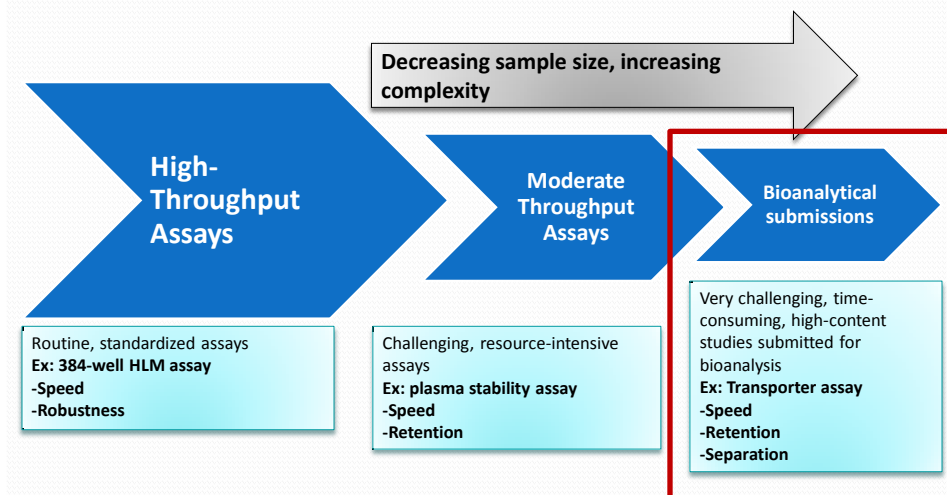 Decreasing sample size, increasing
complexity
High-
Throughput
Assays
Moderate
Throughput
Assays
Bioanalytical
submissions
Routine, standardized assays
Ex: 384-well HLM assay
-Speed
-Robustness
Challenging, resource-intensive
assays
Ex: plasma stability assay
-Speed
-Retention
Very challenging, time-
consuming, high-content
studies submitted for
bioanalysis
Ex: Transporter assay
-Speed
-Retention
-Separation